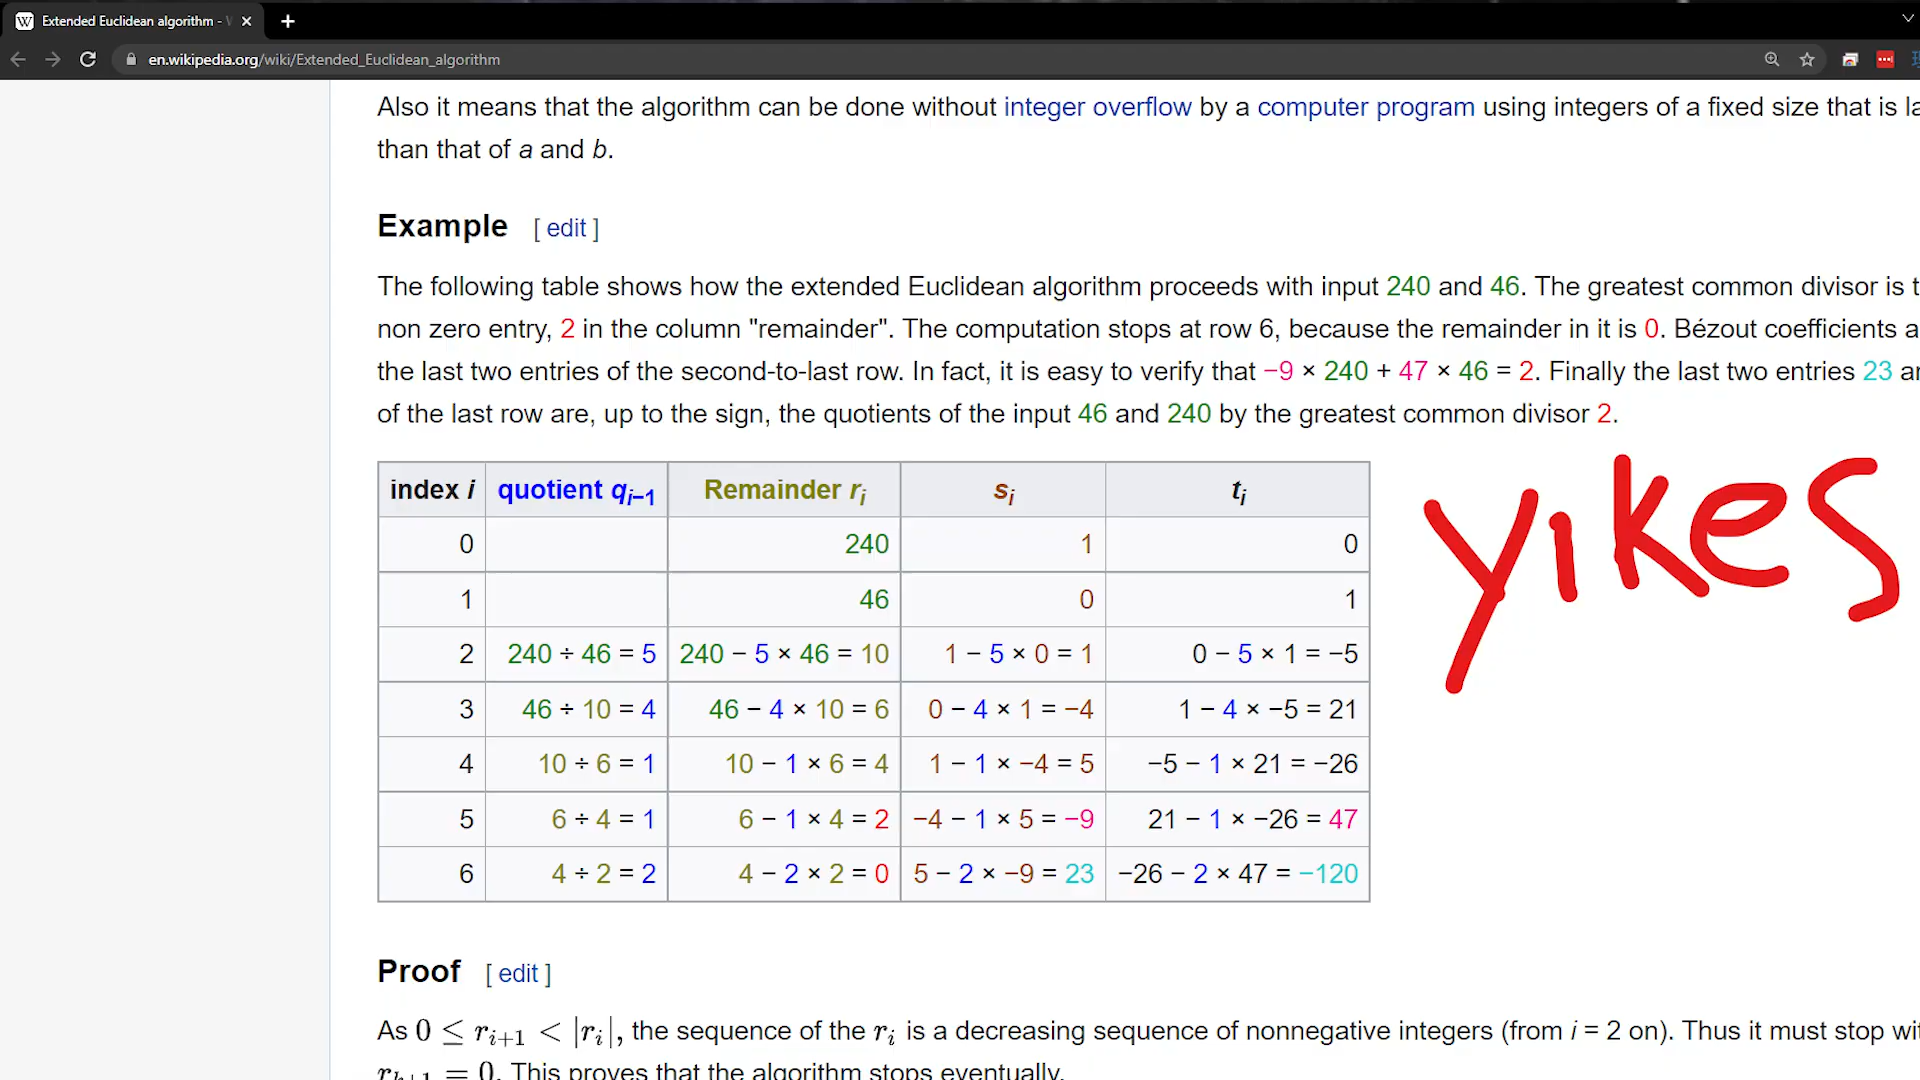 Extended Euclidean algorithm -
en.wikipedia.org/wiki/Extended_Euclidean_algorithm
Also it means that the algorithm can be done without integer overflow by a computer program using integers of a fixed size that is la
than that of a and b.
Example [ edit ]
The following table shows how the extended Euclidean algorithm proceeds with input 240 and 46. The greatest common divisor is t
non zero entry, 2 in the column "remainder". The computation stops at row 6, because the remainder in it is 0. Bézout coefficients a
the last two entries of the second-to-last row. In fact, it is easy to verify that −9 × 240 + 47 × 46 = 2. Finally the last two entries 23 ar
of the last row are, up to the sign, the quotients of the input 46 and 240 by the greatest common divisor 2.
index i quotient qi−1 Remainder ri si ti
0 240 1 0
1 46 0 1
2 240 ÷ 46 = 5 240 − 5 × 46 = 10 1 − 5 × 0 = 1 0 − 5 × 1 = −5
3 46 ÷ 10 = 4 46 − 4 × 10 = 6 0 − 4 × 1 = −4 1 − 4 × −5 = 21
4 10 ÷ 6 = 1 10 − 1 × 6 = 4 1 − 1 × −4 = 5 −5 − 1 × 21 = −26
5 6 ÷ 4 = 1 6 − 1 × 4 = 2 −4 − 1 × 5 = −9 21 − 1 × −26 = 47
6 4 ÷ 2 = 2 4 − 2 × 2 = 0 5 − 2 × −9 = 23 −26 − 2 × 47 = −120
yikes
Proof [ edit ]
As 0 ≤ ri+1 < |ri|, the sequence of the ri is a decreasing sequence of nonnegative integers (from i = 2 on). Thus it must stop wi
rk+1 = 0. This proves that the algorithm stops eventually.